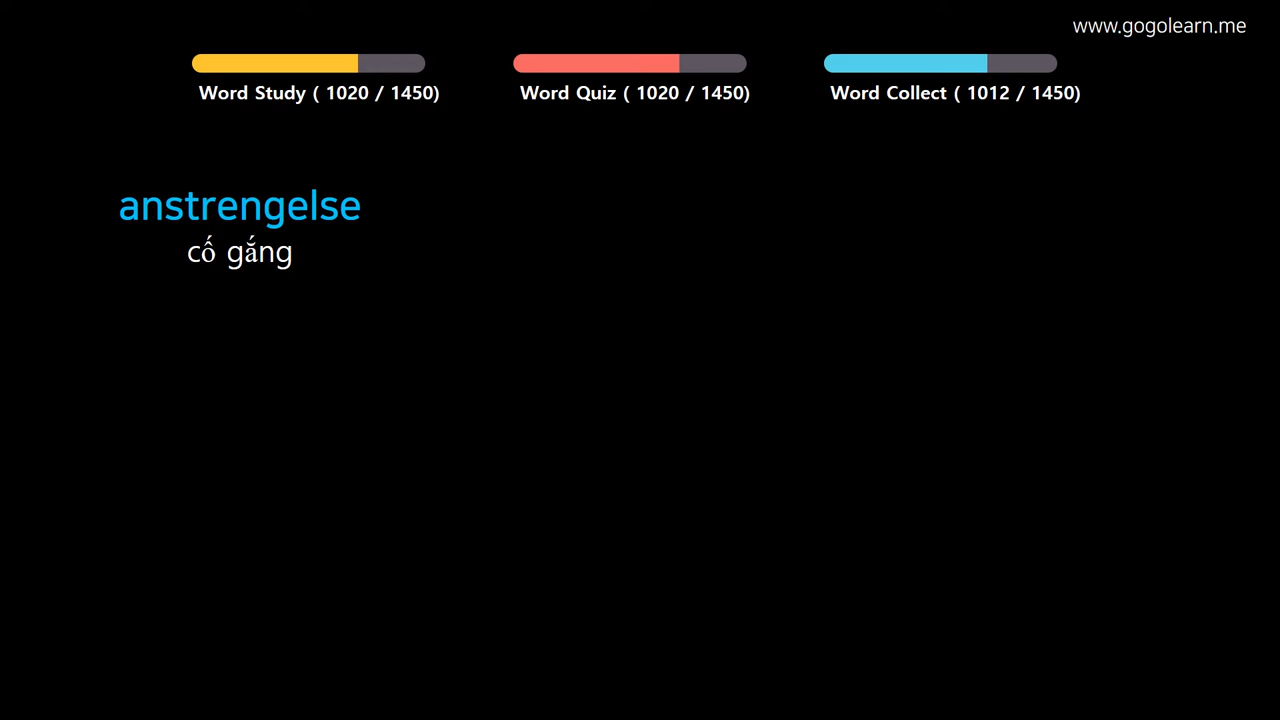 www.gogolearn.me
Word Study ( 1020 / 1450)
Word Quiz ( 1020 / 1450)
Word Collect ( 1012 / 1450)
anstrengelse
cố gắng